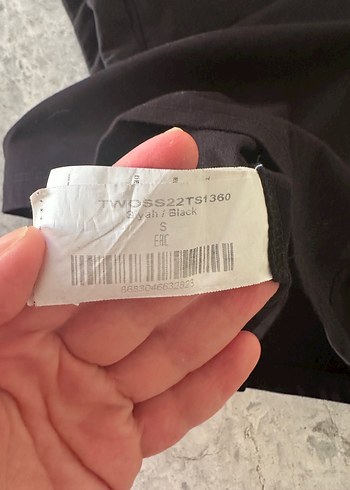 TWOSS22TS1360
Siyah / Black
S
EAC